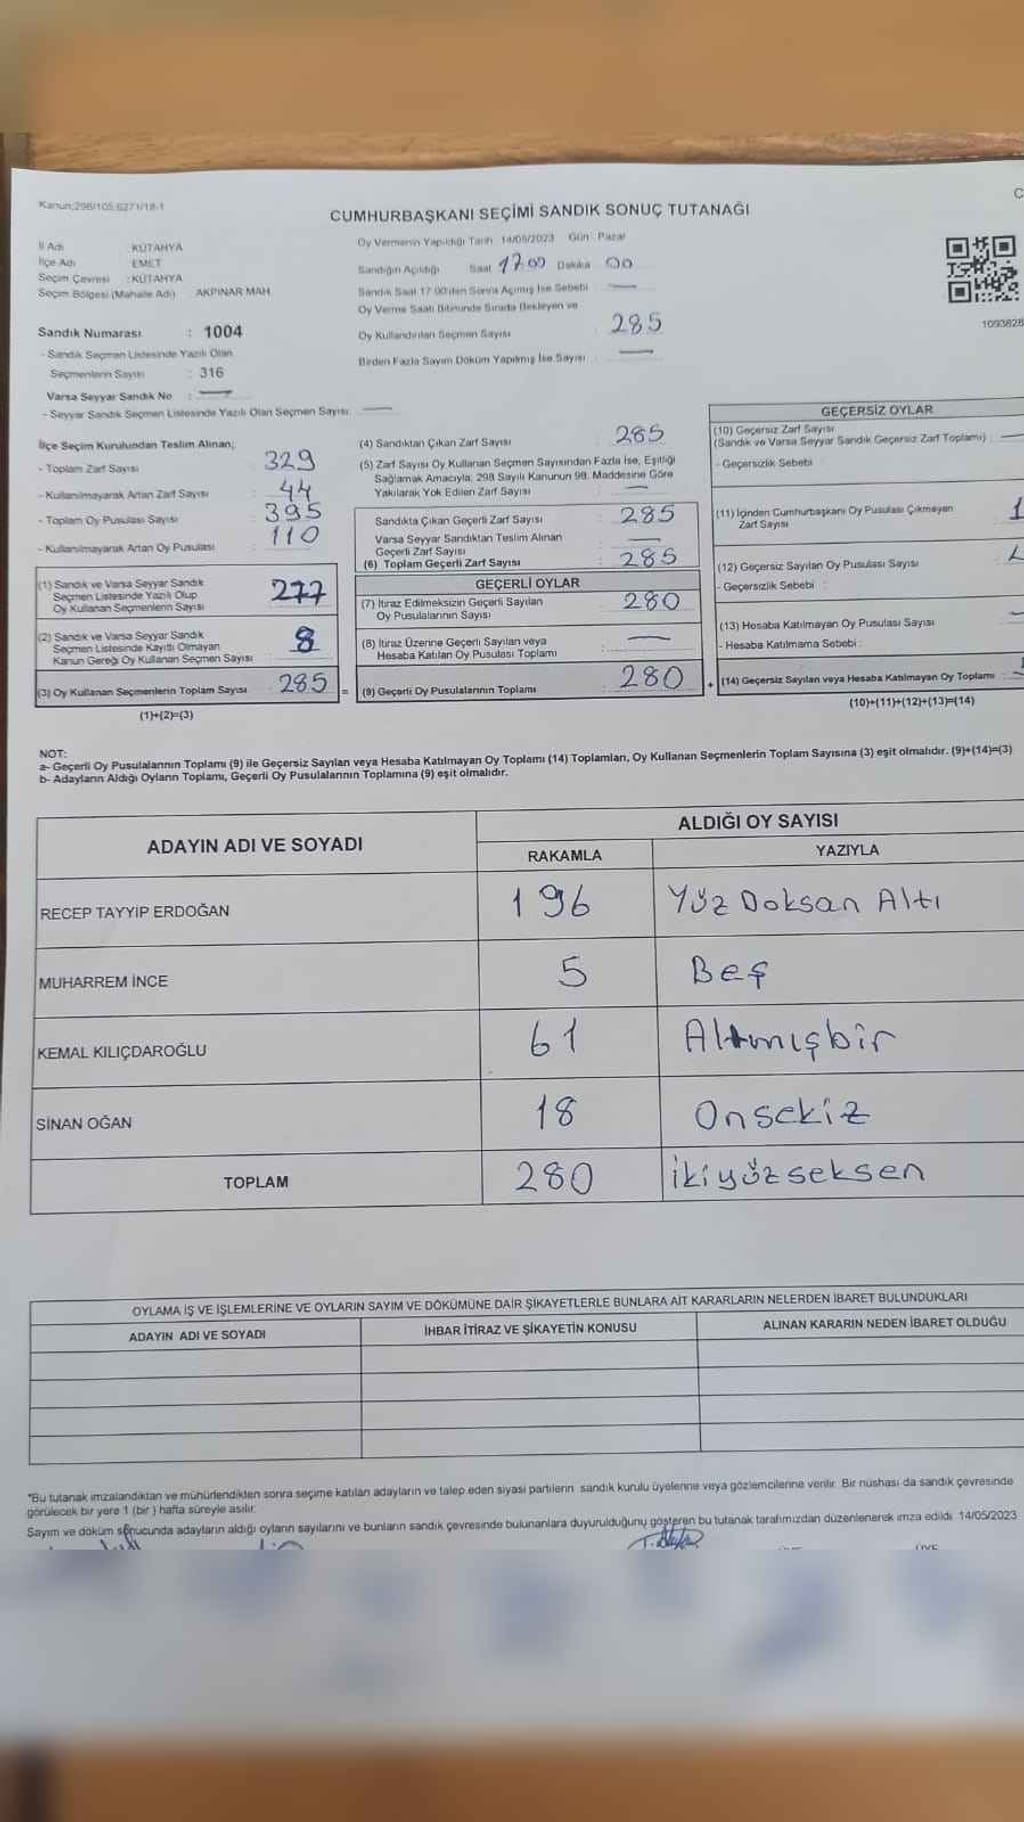 Kanun;298/105,6271/18-1
C
CUMHURBAŞKANI SEÇİMİ SANDIK SONUÇ TUTANAĞI
İl Adı KÜTAHYA
İlçe Adı EMET
Seçim Çevresi : KÜTAHYA
Seçim Bölgesi (Mahalle Adı) AKPINAR MAH.
Oy Vermenin Yapıldığı Tarih 14/05/2023 Gün : Pazar
Sandığın Açıldığı Saat 17.00 Dakika 00
Sandık Saat 17.00'den Sonra Açılmış İse Sebebi —
Oy Verme Saati Bitiminde Sırada Bekleyen ve
Oy Kullandırılan Seçmen Sayısı 285
Birden Fazla Sayım Döküm Yapılmış İse Sayısı —
1093828
Sandık Numarası : 1004
- Sandık Seçmen Listesinde Yazılı Olan
Seçmenlerin Sayısı : 316
Varsa Seyyar Sandık No : —
- Seyyar Sandık Seçmen Listesinde Yazılı Olan Seçmen Sayısı —
İlçe Seçim Kurulundan Teslim Alınan;
- Toplam Zarf Sayısı 329
- Kullanılmayarak Artan Zarf Sayısı 44
- Toplam Oy Pusulası Sayısı 395
- Kullanılmayarak Artan Oy Pusulası 110
(1) Sandık ve Varsa Seyyar Sandık
Seçmen Listesinde Yazılı Olup
Oy Kullanan Seçmenlerin Sayısı 277
(2) Sandık ve Varsa Seyyar Sandık
Seçmen Listesinde Kayıtlı Olmayan
Kanun Gereği Oy Kullanan Seçmen Sayısı 8
(3) Oy Kullanan Seçmenlerin Toplam Sayısı 285 =
(1)+(2)=(3)
(4) Sandıktan Çıkan Zarf Sayısı 285
(5) Zarf Sayısı Oy Kullanan Seçmen Sayısından Fazla İse, Eşitliği
Sağlamak Amacıyla, 298 Sayılı Kanunun 98. Maddesine Göre
Yakılarak Yok Edilen Zarf Sayısı —
Sandıkta Çıkan Geçerli Zarf Sayısı : 285
Varsa Seyyar Sandıktan Teslim Alınan
Geçerli Zarf Sayısı : —
(6) Toplam Geçerli Zarf Sayısı : 285
GEÇERLİ OYLAR
(7) İtiraz Edilmeksizin Geçerli Sayılan
Oy Pusulalarının Sayısı 280
(8) İtiraz Üzerine Geçerli Sayılan veya
Hesaba Katılan Oy Pusulası Toplamı : —
(9) Geçerli Oy Pusulalarının Toplamı 280 +
GEÇERSİZ OYLAR
(10) Geçersiz Zarf Sayısı
(Sandık ve Varsa Seyyar Sandık Geçersiz Zarf Toplamı) : —
- Geçersizlik Sebebi
(11) İçinden Cumhurbaşkanı Oy Pusulası Çıkmayan
Zarf Sayısı 1
(12) Geçersiz Sayılan Oy Pusulası Sayısı
- Geçersizlik Sebebi :
(13) Hesaba Katılmayan Oy Pusulası Sayısı
- Hesaba Katılmama Sebebi :
(14) Geçersiz Sayılan veya Hesaba Katılmayan Oy Toplamı :
(10)+(11)+(12)+(13)=(14)
NOT:
a- Geçerli Oy Pusulalarının Toplamı (9) ile Geçersiz Sayılan veya Hesaba Katılmayan Oy Toplamı (14) Toplamları, Oy Kullanan Seçmenlerin Toplam Sayısına (3) eşit olmalıdır. (9)+(14)=(3)
b- Adayların Aldığı Oyların Toplamı, Geçerli Oy Pusulalarının Toplamına (9) eşit olmalıdır.
ADAYIN ADI VE SOYADI
ALDIĞI OY SAYISI
RAKAMLA YAZIYLA
RECEP TAYYİP ERDOĞAN 196 Yüz Doksan Altı
MUHARREM İNCE 5 Beş
KEMAL KILIÇDAROĞLU 61 Altmışbir
SİNAN OĞAN 18 Onsekiz
TOPLAM 280 İkiyüzseksen
OYLAMA İŞ VE İŞLEMLERİNE VE OYLARIN SAYIM VE DÖKÜMÜNE DAİR ŞİKAYETLERLE BUNLARA AİT KARARLARIN NELERDEN İBARET BULUNDUKLARI
ADAYIN ADI VE SOYADI İHBAR İTİRAZ VE ŞİKAYETİN KONUSU ALINAN KARARIN NEDEN İBARET OLDUĞU
*Bu tutanak imzalandıktan ve mühürlendikten sonra seçime katılan adayların ve talep eden siyasi partilerin sandık kurulu üyelerine veya gözlemcilerine verilir. Bir nüshası da sandık çevresinde
görülecek bir yere 1 (bir ) hafta süreyle asılır.
Sayım ve döküm sonucunda adayların aldığı oyların sayılarını ve bunların sandık çevresinde bulunanlara duyurulduğunu gösteren bu tutanak tarafımızdan düzenlenerek imza edildi. 14/05/2023
ÜYE